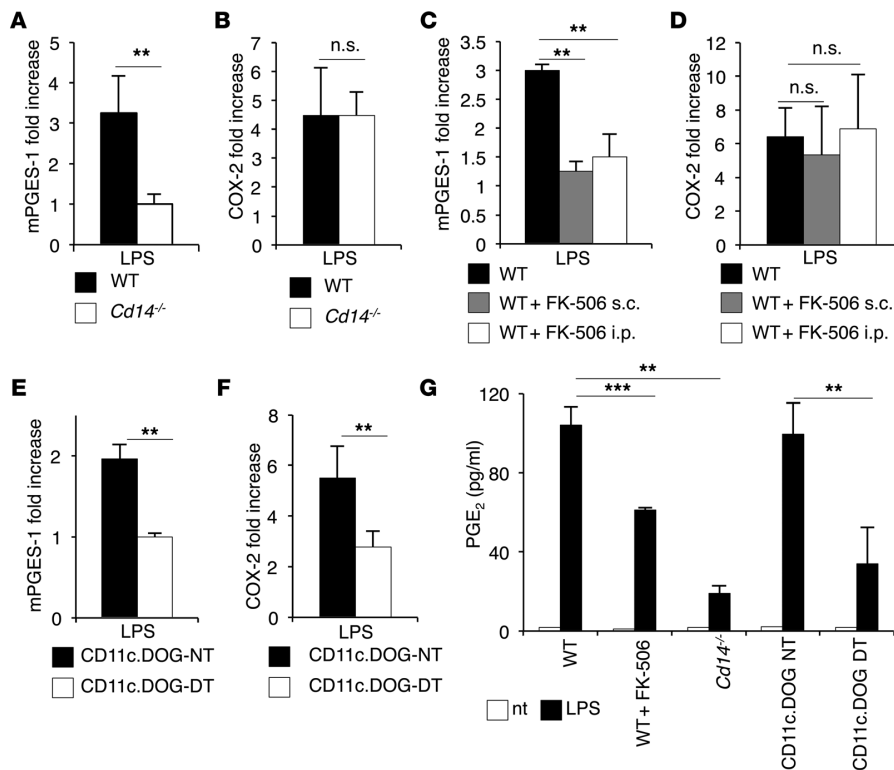 A
mPGES-1 fold increase
5
4
3
2
1
0
**
LPS
WT
Cd14-/-
B
COX-2 fold increase
7
6
5
4
3
2
1
0
n.s.
LPS
WT
Cd14-/-
C
mPGES-1 fold increase
3.5
3
2.5
2
1.5
1
0.5
0
**
**
LPS
WT
WT + FK-506 s.c.
WT + FK-506 i.p.
D
COX-2 fold increase
12
10
8
6
4
2
0
n.s.
n.s.
LPS
WT
WT + FK-506 s.c.
WT + FK-506 i.p.
E
mPGES-1 fold increase
2
1
0
**
LPS
CD11c.DOG-NT
CD11c.DOG-DT
F
COX-2 fold increase
8
6
4
2
0
**
LPS
CD11c.DOG-NT
CD11c.DOG-DT
G
PGE2 (pg/ml)
120
80
40
0
**
***
**
WT
WT + FK-506
Cd14-/-
CD11c.DOG NT
CD11c.DOG DT
nt
LPS